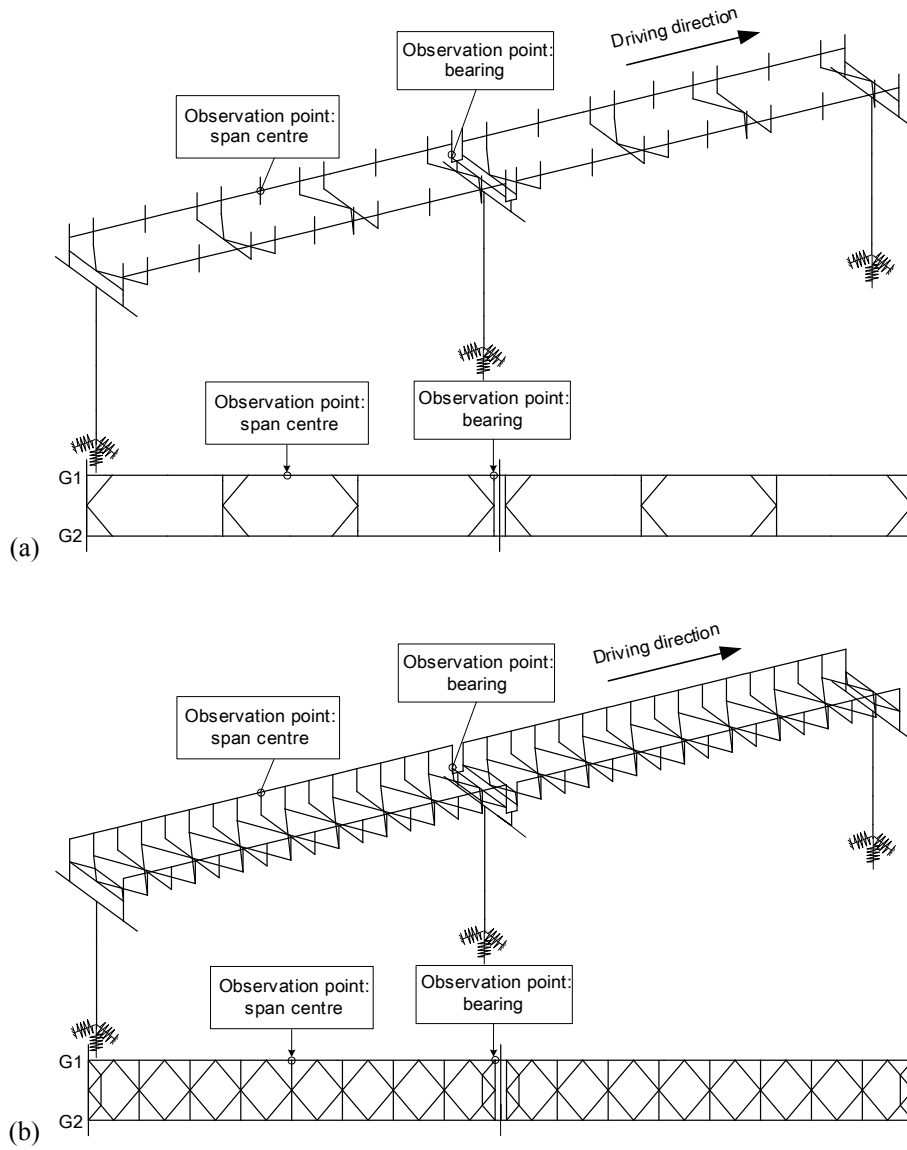 Driving direction
Observation point:
bearing
Observation point:
span centre
Observation point:
span centre
Observation point:
bearing
G1
G2
(a)
Driving direction
Observation point:
bearing
Observation point:
span centre
Observation point:
span centre
Observation point:
bearing
G1
G2
(b)